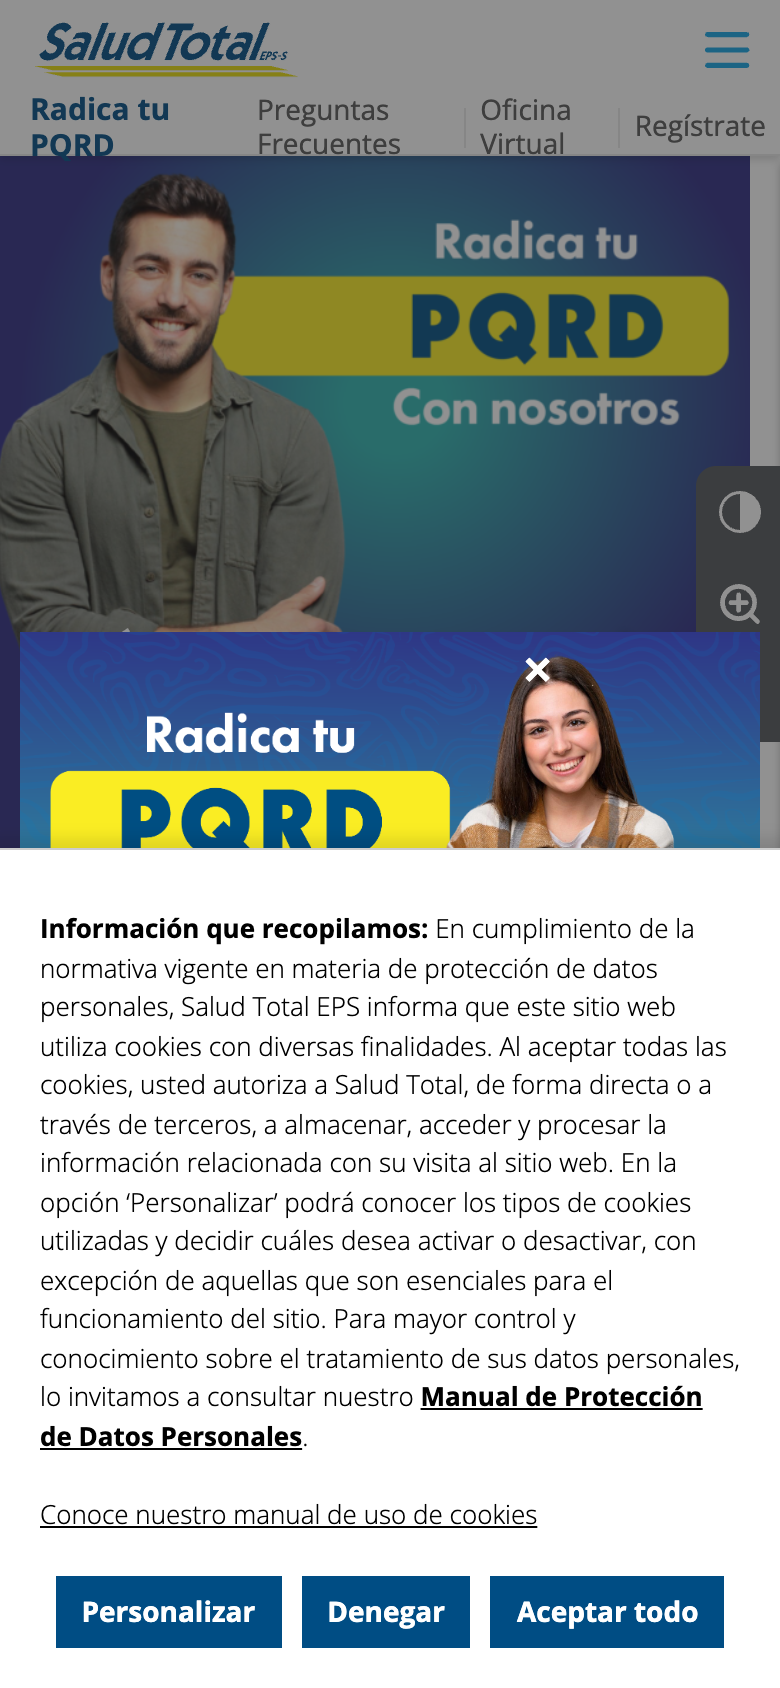 Salud Total EPS-S
Radica tu
PQRD
Preguntas
Frecuentes
Oficina
Virtual
Regístrate
Radica tu
PQRD
Con nosotros
Radica tu
PQRD
Información que recopilamos: En cumplimiento de la
normativa vigente en materia de protección de datos
personales, Salud Total EPS informa que este sitio web
utiliza cookies con diversas finalidades. Al aceptar todas las
cookies, usted autoriza a Salud Total, de forma directa o a
través de terceros, a almacenar, acceder y procesar la
información relacionada con su visita al sitio web. En la
opción ‘Personalizar’ podrá conocer los tipos de cookies
utilizadas y decidir cuáles desea activar o desactivar, con
excepción de aquellas que son esenciales para el
funcionamiento del sitio. Para mayor control y
conocimiento sobre el tratamiento de sus datos personales,
lo invitamos a consultar nuestro Manual de Protección
de Datos Personales.
Conoce nuestro manual de uso de cookies
Personalizar
Denegar
Aceptar todo